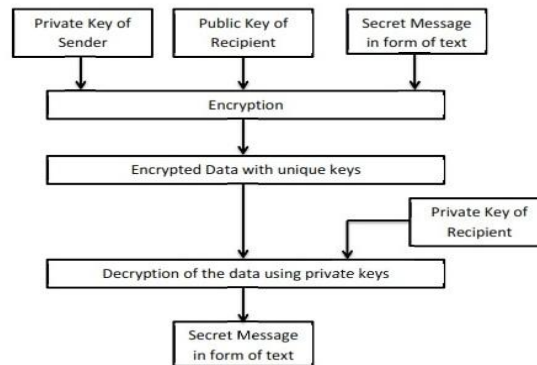 Private Key of
Sender
Public Key of
Recipient
Secret Message
in form of text
Encryption
Encrypted Data with unique keys
Private Key of
Recipient
Decryption of the data using private keys
Secret Message
in form of text